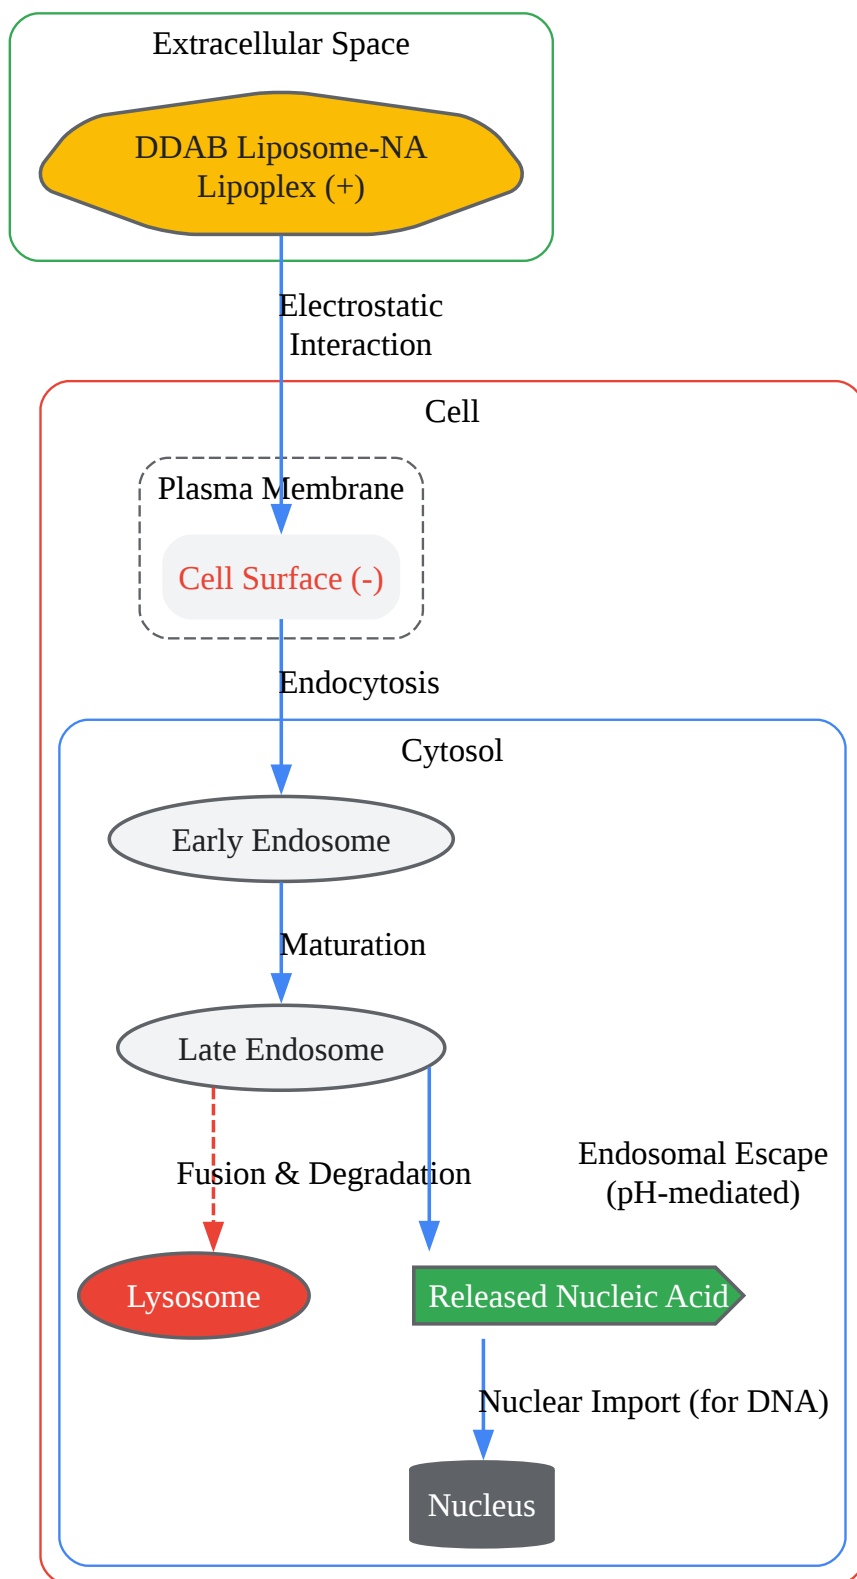 Extracellular Space
DDAB Liposome-NA
Lipoplex (+)
Electrostatic
Interaction
Cell
Plasma Membrane
Cell Surface (-)
Endocytosis
Cytosol
Early Endosome
Maturation
Late Endosome
Fusion & Degradation
Endosomal Escape
(pH-mediated)
Lysosome
Released Nucleic Acid
Nuclear Import (for DNA)
Nucleus